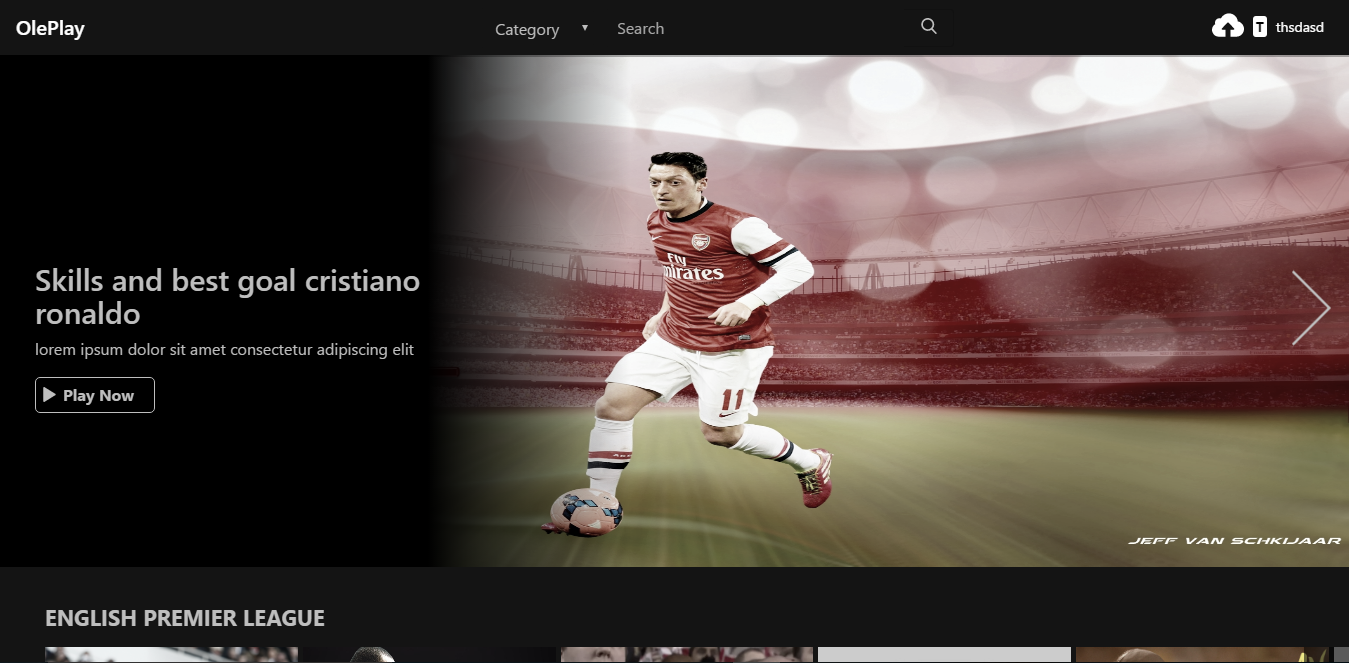 OlePlay
Category
Search
T
thsdasd
Skills and best goal cristiano
ronaldo
lorem ipsum dolor sit amet consectetur adipiscing elit
Play Now
Fly
Emirates
11
JEFF VAN SCHKIJAAR
ENGLISH PREMIER LEAGUE